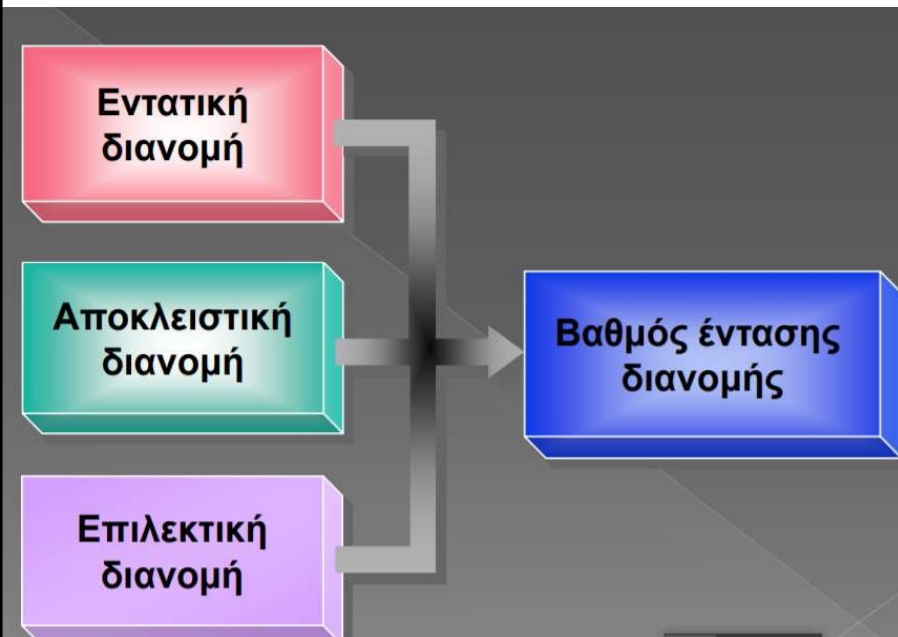 Εντατική
διανομή
Αποκλειστική
διανομή
Επιλεκτική
διανομή
Βαθμός έντασης
διανομής